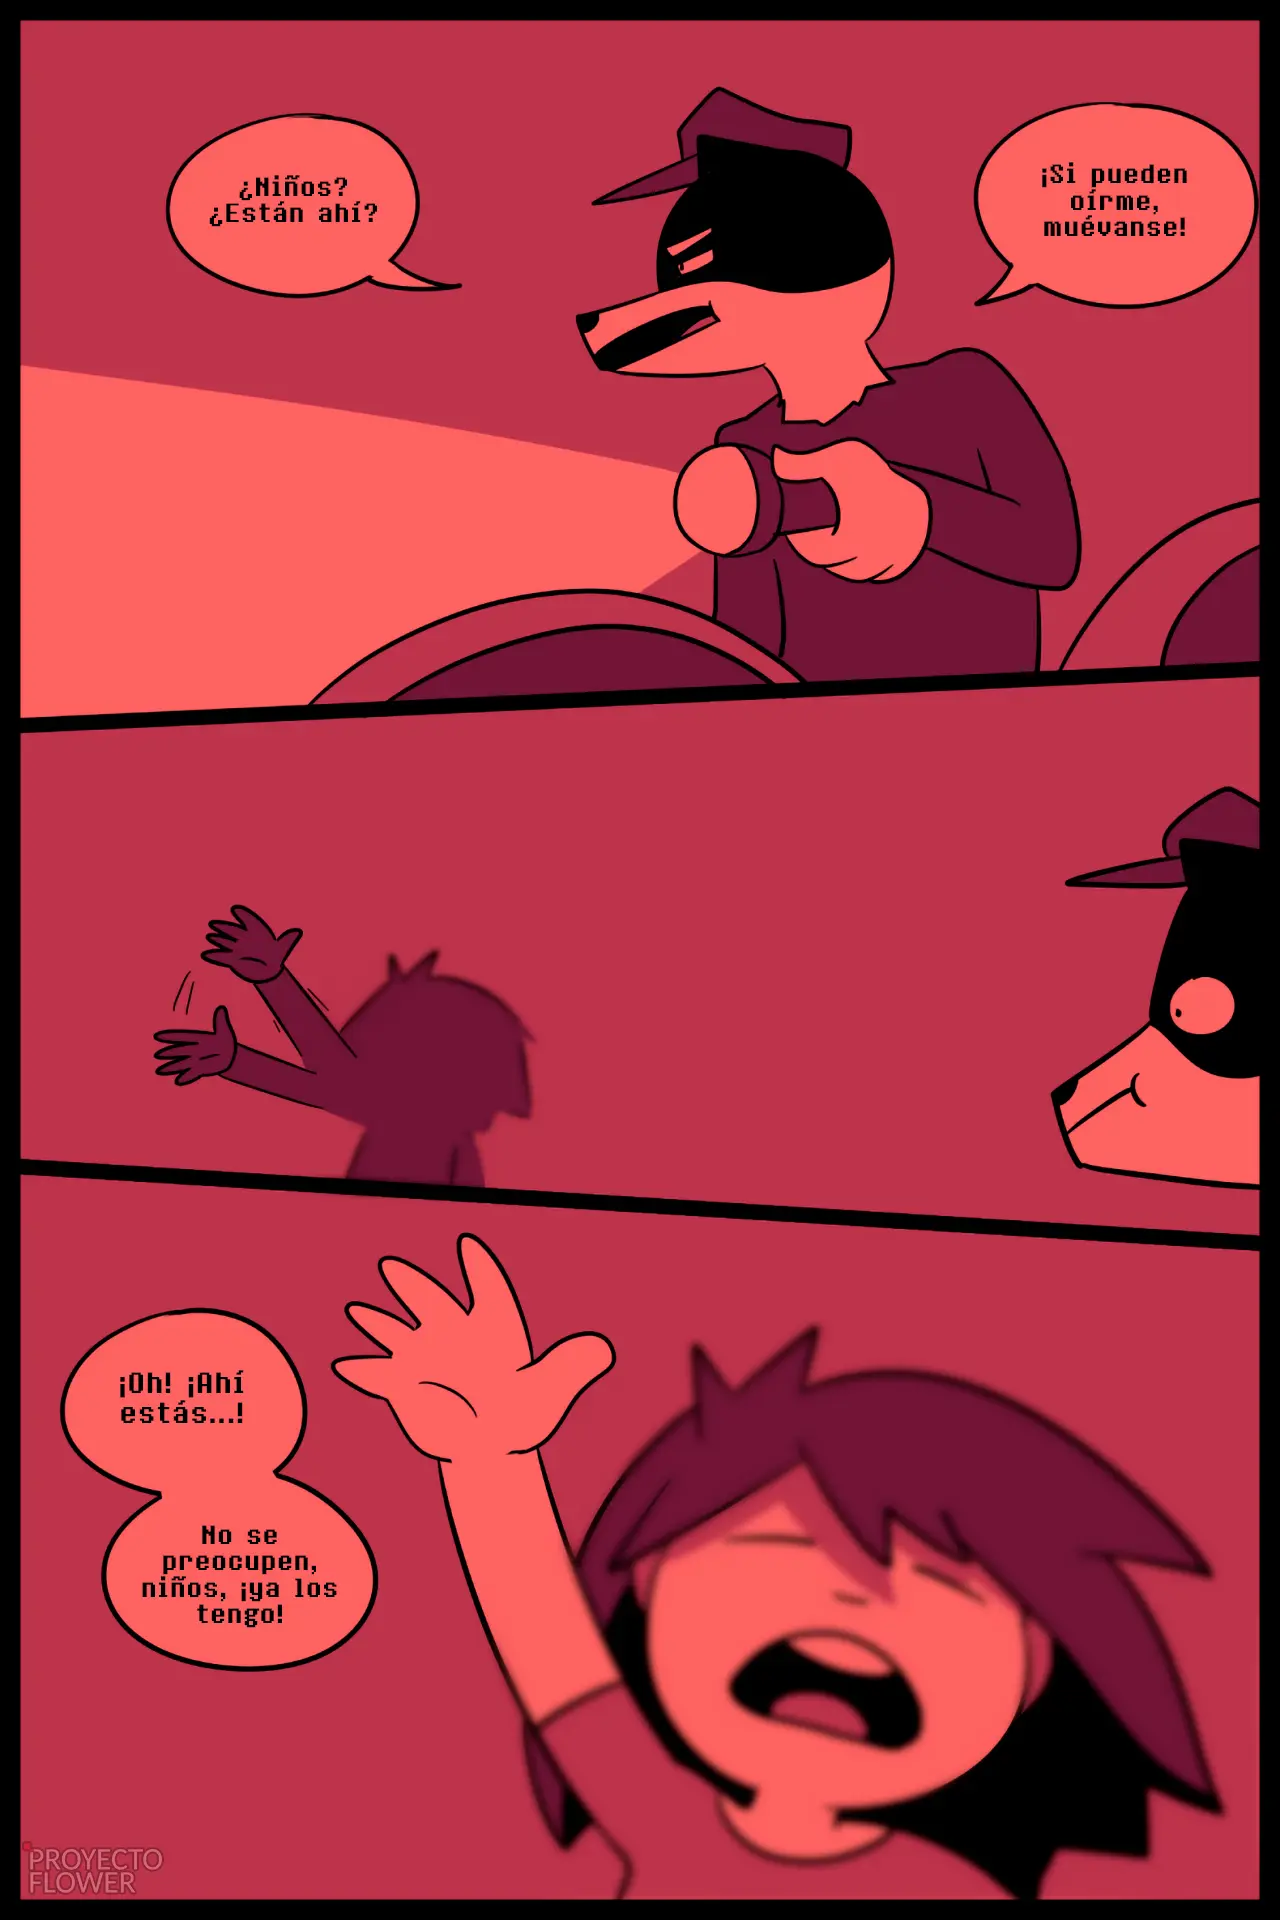 ¿Niños?
¿Están ahí?
¡Si pueden
oírme,
muévanse!
¡Oh! ¡Ahí
estás...!
No se
preocupen,
niños, ¡ya los
tengo!
PROYECTO
FLOWER